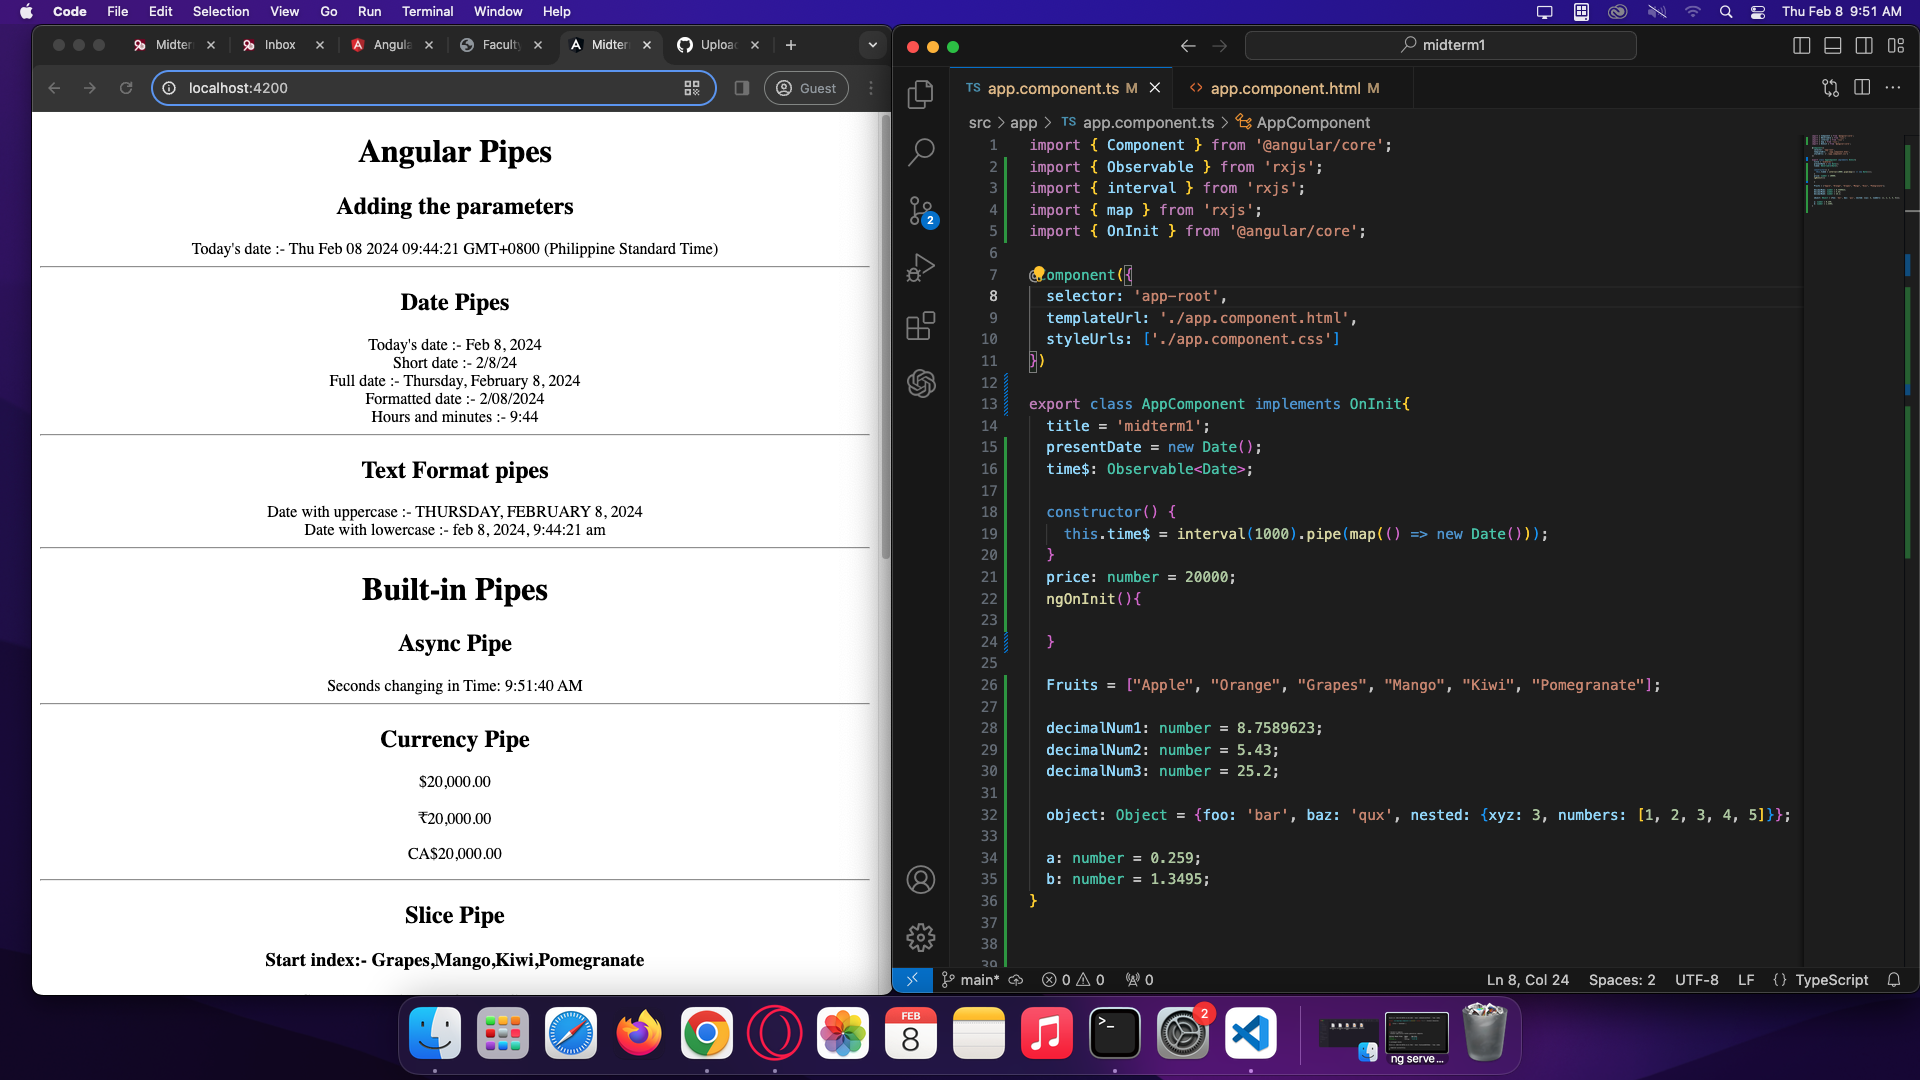 Code File Edit Selection View Go Run Terminal Window Help
Thu Feb 8 9:51 AM
Midter
Inbox
Angula
Faculty
Midter
Uploa
localhost:4200
Guest
Angular Pipes
Adding the parameters
Today's date :- Thu Feb 08 2024 09:44:21 GMT+0800 (Philippine Standard Time)
Date Pipes
Today's date :- Feb 8, 2024
Short date :- 2/8/24
Full date :- Thursday, February 8, 2024
Formatted date :- 2/08/2024
Hours and minutes :- 9:44
Text Format pipes
Date with uppercase :- THURSDAY, FEBRUARY 8, 2024
Date with lowercase :- feb 8, 2024, 9:44:21 am
Built-in Pipes
Async Pipe
Seconds changing in Time: 9:51:40 AM
Currency Pipe
$20,000.00
₹20,000.00
CA$20,000.00
Slice Pipe
Start index:- Grapes,Mango,Kiwi,Pomegranate
midterm1
TS app.component.ts M
<> app.component.html M
src > app > TS app.component.ts > AppComponent
1 import { Component } from '@angular/core';
2 import { Observable } from 'rxjs';
3 import { interval } from 'rxjs';
4 import { map } from 'rxjs';
5 import { OnInit } from '@angular/core';
6
7 @Component({
8 selector: 'app-root',
9 templateUrl: './app.component.html',
10 styleUrls: ['./app.component.css']
11 })
12
13 export class AppComponent implements OnInit{
14 title = 'midterm1';
15 presentDate = new Date();
16 time$: Observable<Date>;
17
18 constructor() {
19 this.time$ = interval(1000).pipe(map(() => new Date()));
20 }
21 price: number = 20000;
22 ngOnInit(){
23
24 }
25
26 Fruits = ["Apple", "Orange", "Grapes", "Mango", "Kiwi", "Pomegranate"];
27
28 decimalNum1: number = 8.7589623;
29 decimalNum2: number = 5.43;
30 decimalNum3: number = 25.2;
31
32 object: Object = {foo: 'bar', baz: 'qux', nested: {xyz: 3, numbers: [1, 2, 3, 4, 5]}};
33
34 a: number = 0.259;
35 b: number = 1.3495;
36 }
37
38
39
2
main* 0 0 0
Ln 8, Col 24 Spaces: 2 UTF-8 LF {} TypeScript
FEB
8
>_
2
ng serve...